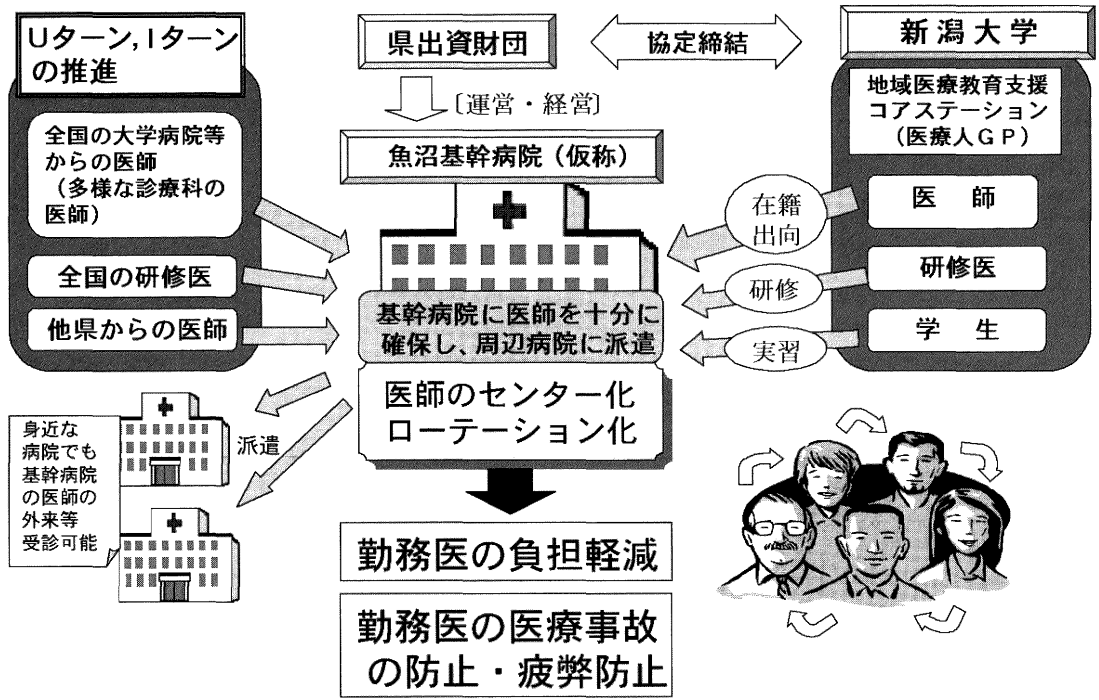 Uターン,Iターン
の推進
全国の大学病院等
からの医師
（多様な診療科の
医師）
全国の研修医
他県からの医師
県出資財団
〔運営・経営〕
協定締結
新潟大学
地域医療教育支援
コアステーション
（医療人GP）
医　師
研修医
学　生
在籍
出向
研修
実習
魚沼基幹病院（仮称）
基幹病院に医師を十分に
確保し、周辺病院に派遣
医師のセンター化
ローテーション化
派遣
身近な
病院でも
基幹病院
の医師の
外来等
受診可能
勤務医の負担軽減
勤務医の医療事故
の防止・疲弊防止